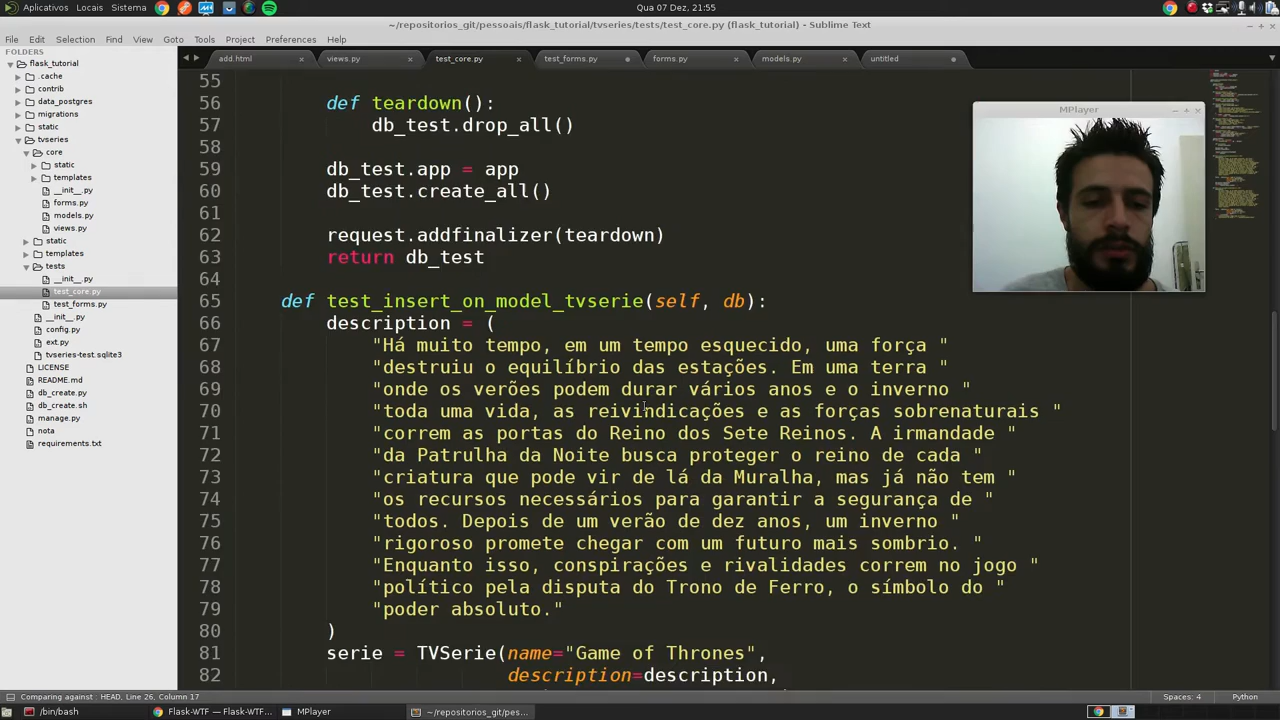 Aplicativos Locais Sistema Qua 07 Dez, 21:55
~/repositorios_git/pessoais/flask_tutorial/tvseries/tests/test_core.py (flask_tutorial) - Sublime Text
File Edit Selection Find View Goto Tools Project Preferences Help
FOLDERS
flask_tutorial
.cache
contrib
data_postgres
migrations
static
tvseries
core
static
templates
__init__.py
forms.py
models.py
views.py
static
templates
tests
__init__.py
test_core.py
test_forms.py
__init__.py
config.py
ext.py
tvseries-test.sqlite3
LICENSE
README.md
db_create.py
db_create.sh
manage.py
nota
requirements.txt
add.html views.py test_core.py test_forms.py forms.py models.py untitled
MPlayer
55
56 def teardown():
57 db_test.drop_all()
58
59 db_test.app = app
60 db_test.create_all()
61
62 request.addfinalizer(teardown)
63 return db_test
64
65 def test_insert_on_model_tvserie(self, db):
66 description = (
67 "Há muito tempo, em um tempo esquecido, uma força "
68 "destruiu o equilíbrio das estações. Em uma terra "
69 "onde os verões podem durar vários anos e o inverno "
70 "toda uma vida, as reivindicações e as forças sobrenaturais "
71 "correm as portas do Reino dos Sete Reinos. A irmandade "
72 "da Patrulha da Noite busca proteger o reino de cada "
73 "criatura que pode vir de lá da Muralha, mas já não tem "
74 "os recursos necessários para garantir a segurança de "
75 "todos. Depois de um verão de dez anos, um inverno "
76 "rigoroso promete chegar com um futuro mais sombrio. "
77 "Enquanto isso, conspirações e rivalidades correm no jogo "
78 "político pela disputa do Trono de Ferro, o símbolo do "
79 "poder absoluto."
80 )
81 serie = TVSerie(name="Game of Thrones",
82 description=description,
Comparing against : HEAD, Line 26, Column 17 Spaces: 4 Python
/bin/bash Flask-WTF — Flask-WTF... MPlayer ~/repositorios_git/pes...